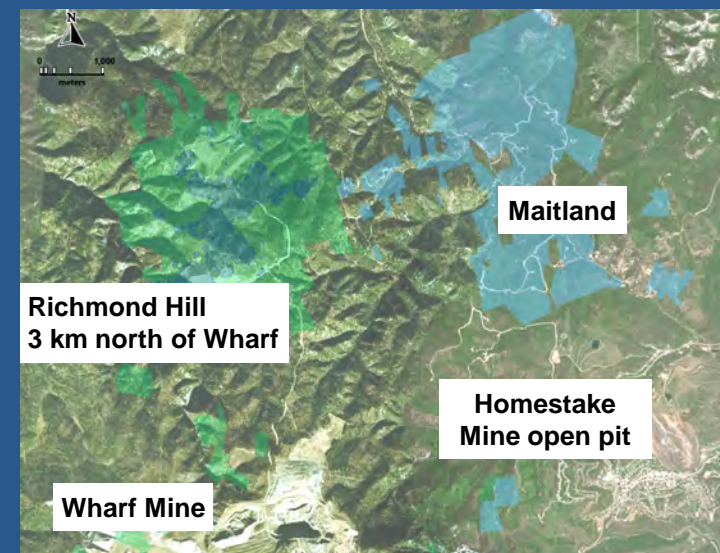 N
0 1,000
meters
Maitland
Richmond Hill
3 km north of Wharf
Homestake
Mine open pit
Wharf Mine